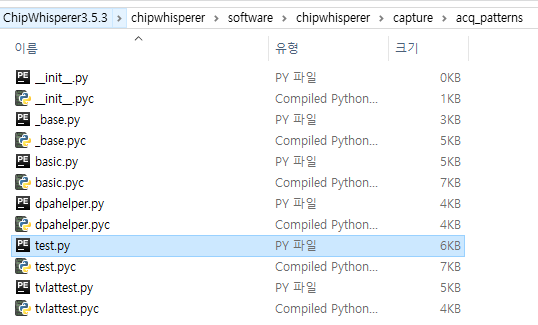 ChipWhisperer3.5.3 > chipwhisperer > software > chipwhisperer > capture > acq_patterns
이름 유형 크기
__init__.py PY 파일 0KB
__init__.pyc Compiled Python... 1KB
_base.py PY 파일 3KB
_base.pyc Compiled Python... 5KB
basic.py PY 파일 5KB
basic.pyc Compiled Python... 7KB
dpahelper.py PY 파일 4KB
dpahelper.pyc Compiled Python... 4KB
test.py PY 파일 6KB
test.pyc Compiled Python... 7KB
tvlattest.py PY 파일 5KB
tvlattest.pyc Compiled Python... 4KB